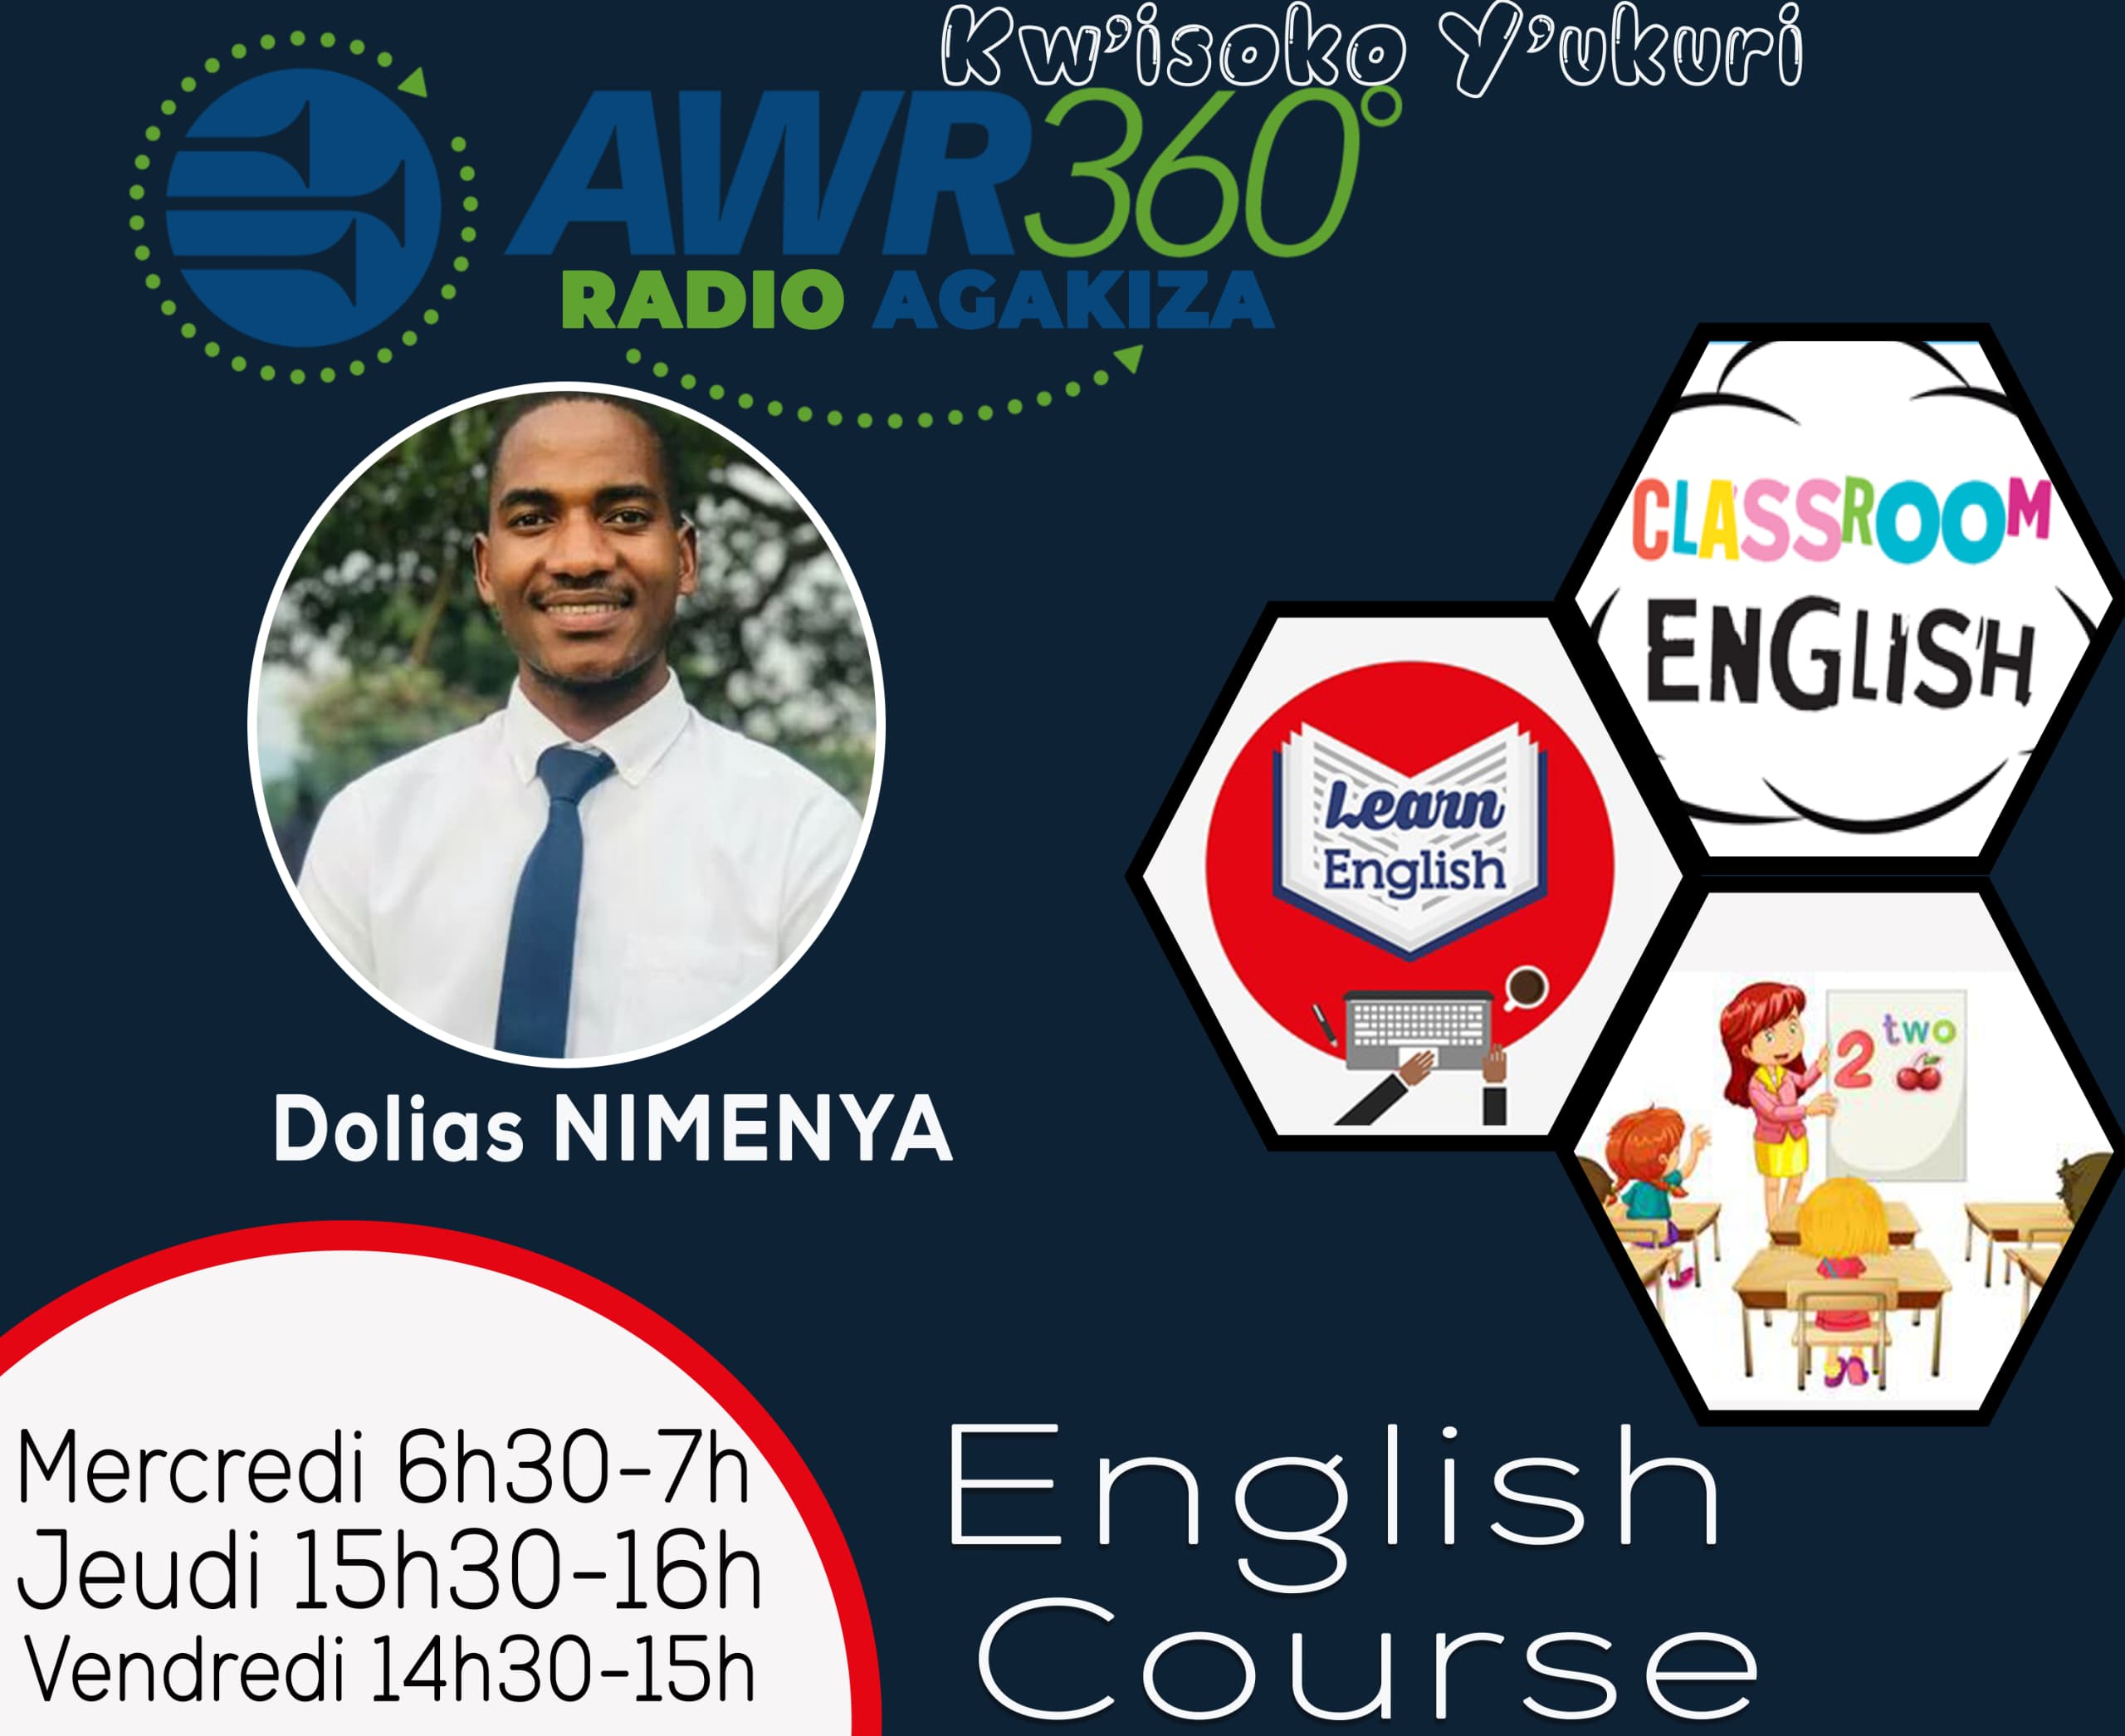 Kw'isoko Y'ukuri
AWR360°
RADIO AGAKIZA
CLASSROOM
ENGLISH
Learn
English
2 two
Dolias NIMENYA
Mercredi 6h30-7h
Jeudi 15h30-16h
Vendredi 14h30-15h
English
Course